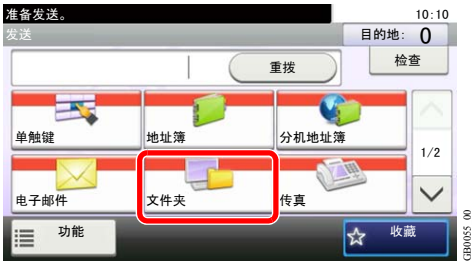 准备发送。 10:10
发送 目的地: 0
重拨 检查
单触键 地址簿 分机地址簿
1/2
电子邮件 文件夹 传真
功能 收藏
GB0055_00